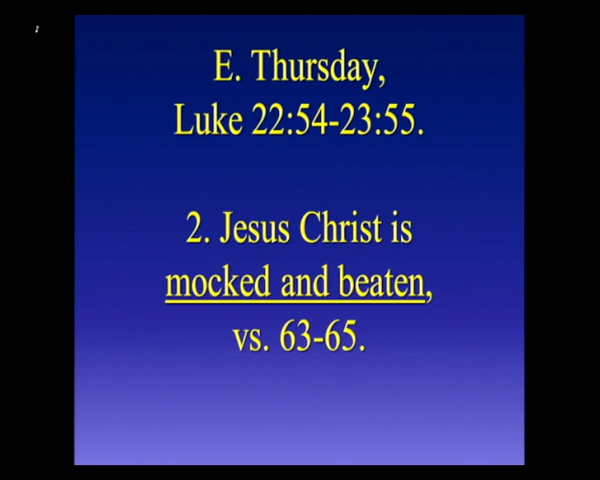 E. Thursday,
Luke 22:54-23:55.
2. Jesus Christ is
mocked and beaten,
vs. 63-65.